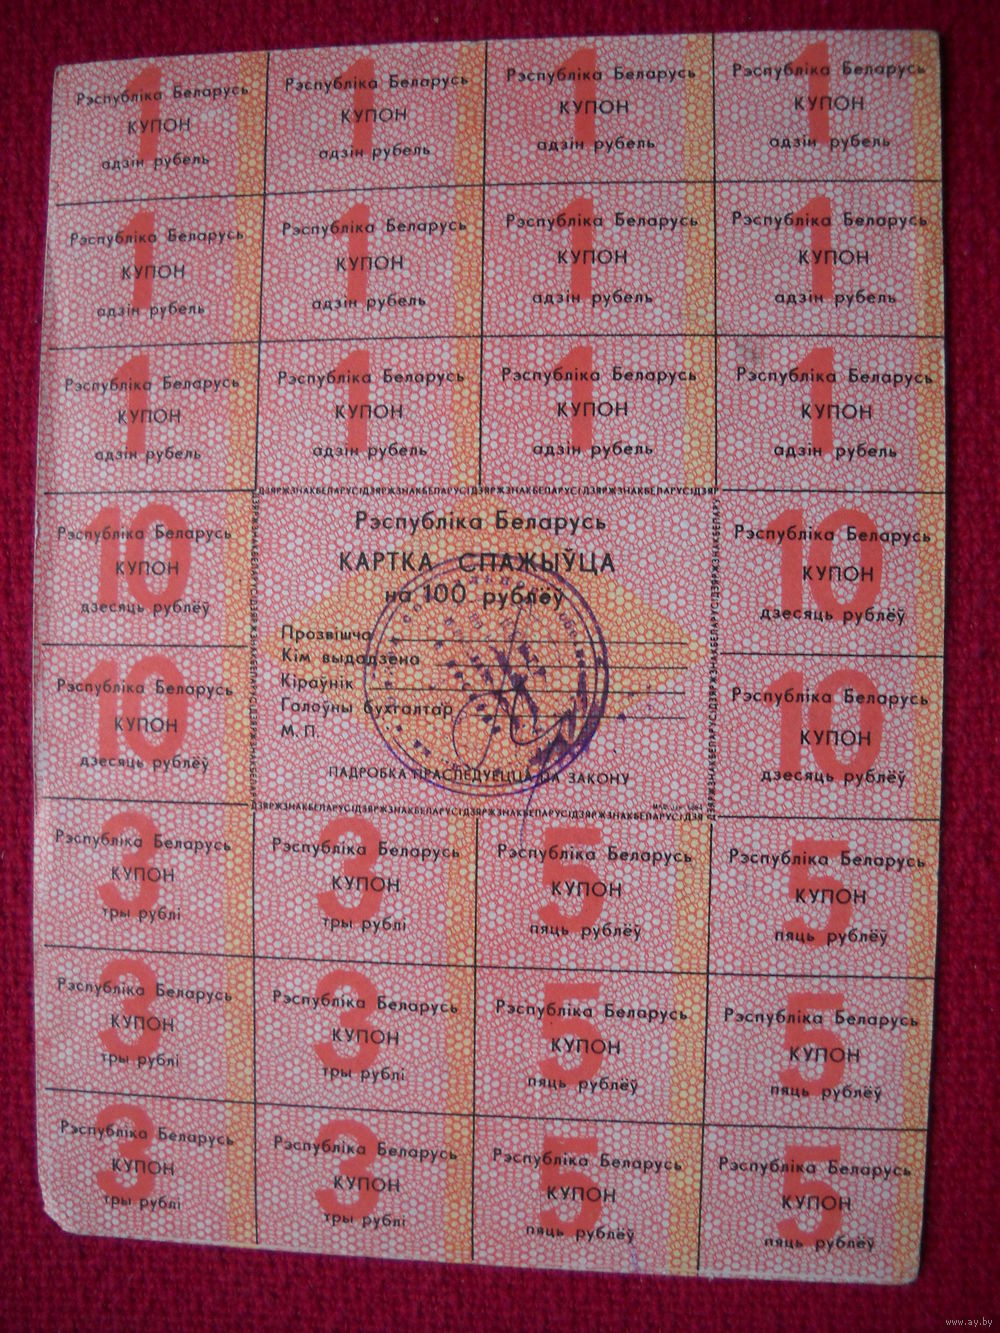 Рэспубліка Беларусь Рэспубліка Беларусь Рэспубліка Беларусь Рэспубліка Беларусь
1 КУПОН 1 КУПОН 1 КУПОН 1 КУПОН
адзін рубель адзін рубель адзін рубель адзін рубель
Рэспубліка Беларусь Рэспубліка Беларусь Рэспубліка Беларусь Рэспубліка Беларусь
1 КУПОН 1 КУПОН 1 КУПОН 1 КУПОН
адзін рубель адзін рубель адзін рубель адзін рубель
Рэспубліка Беларусь Рэспубліка Беларусь Рэспубліка Беларусь Рэспубліка Беларусь
1 КУПОН 1 КУПОН 1 КУПОН 1 КУПОН
адзін рубель адзін рубель адзін рубель адзін рубель
Рэспубліка Беларусь
10 КУПОН
дзесяць рублёў
Рэспубліка Беларусь
10 КУПОН
дзесяць рублёў
ДЗЯРЖЗНАКБЕЛАРУСІДЗЯРЖЗНАКБЕЛАРУСІДЗЯРЖЗНАКБЕЛАРУСІДЗЯРЖЗНАКБЕЛАРУСІДЗЯР
Рэспубліка Беларусь
КАРТКА СПАЖЫЎЦА
на 100 рублёў
Прозвішча
Кім выдадзена
Кіраўнік
Галоўны бухгалтар
М. П.
ПАДРОБКА ПРАСЛЕДУЕЦЦА ПА ЗАКОНУ
ДЗЯРЖЗНАКБЕЛАРУСІДЗЯРЖЗНАКБЕЛАРУСІДЗЯРЖЗНАКБЕЛАРУСІДЗЯРЖЗНАКБЕЛАРУСІДЗЯ
Рэспубліка Беларусь
10 КУПОН
дзесяць рублёў
Рэспубліка Беларусь
10 КУПОН
дзесяць рублёў
Рэспубліка Беларусь Рэспубліка Беларусь Рэспубліка Беларусь Рэспубліка Беларусь
3 КУПОН 3 КУПОН 5 КУПОН 5 КУПОН
тры рублі тры рублі пяць рублёў пяць рублёў
Рэспубліка Беларусь Рэспубліка Беларусь Рэспубліка Беларусь Рэспубліка Беларусь
3 КУПОН 3 КУПОН 5 КУПОН 5 КУПОН
тры рублі тры рублі пяць рублёў пяць рублёў
Рэспубліка Беларусь Рэспубліка Беларусь Рэспубліка Беларусь Рэспубліка Беларусь
3 КУПОН 3 КУПОН 5 КУПОН 5 КУПОН
тры рублі тры рублі пяць рублёў пяць рублёў
www.ay.by